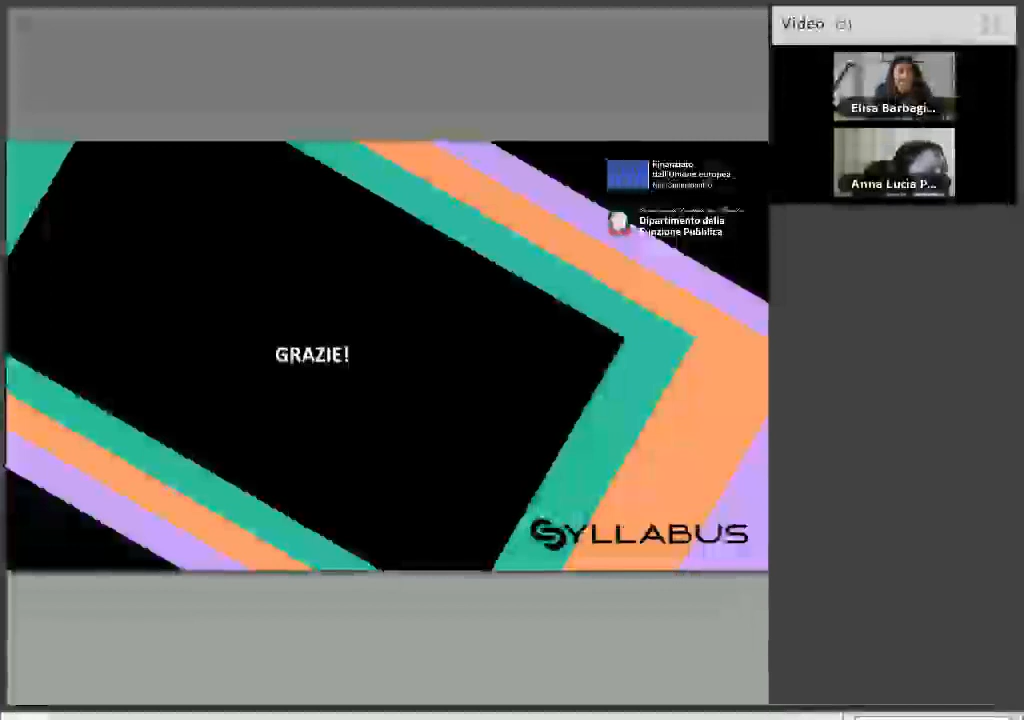 Video
Elisa Barbagi...
Anna Lucia P...
Finanziato
dall'Unione europea
Dipartimento della
Funzione Pubblica
GRAZIE!
SYLLABUS